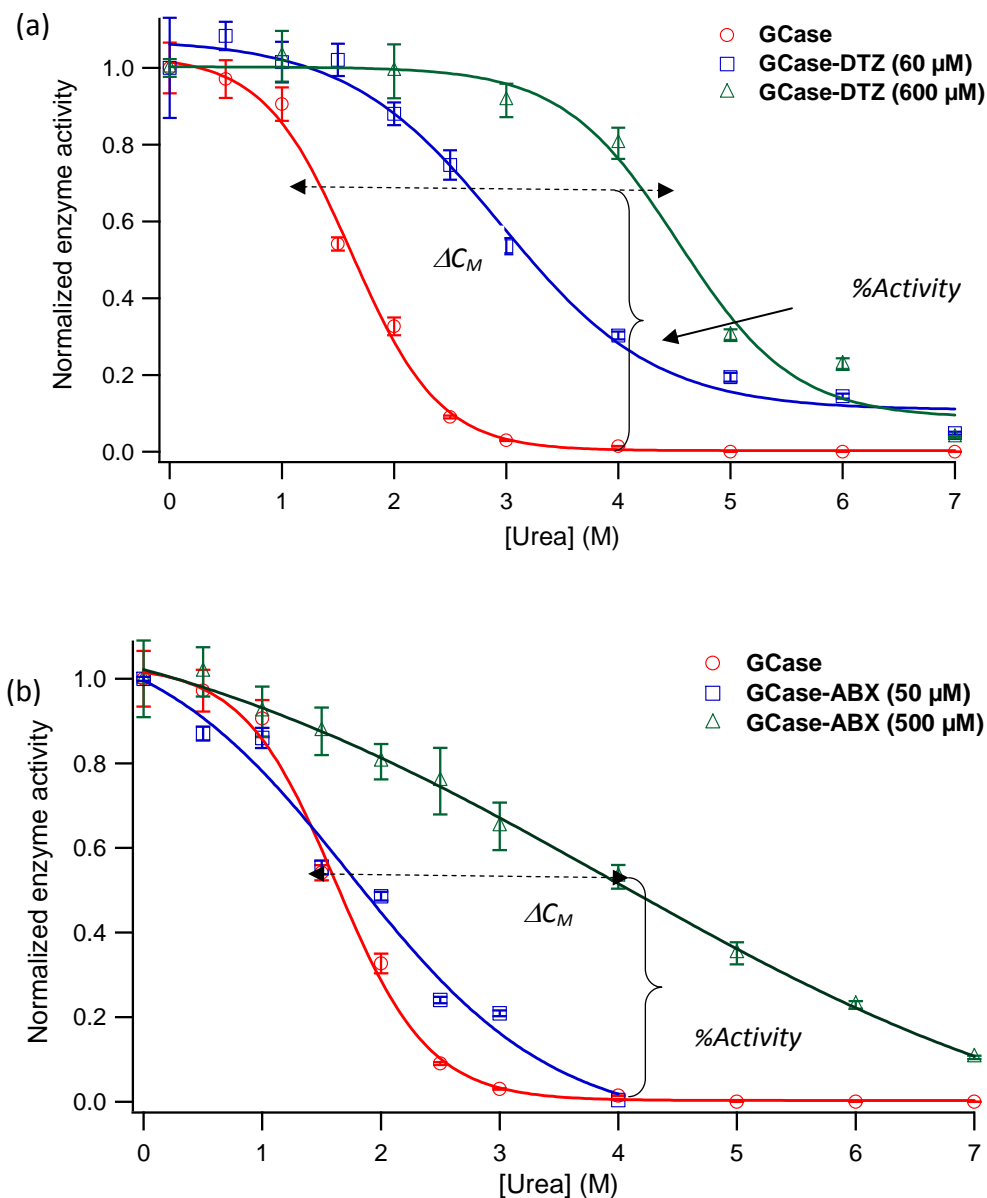 (a)
GCase
GCase-DTZ (60 µM)
GCase-DTZ (600 µM)
Normalized enzyme activity
1.0
0.8
0.6
0.4
0.2
0.0
ΔCM
%Activity
0 1 2 3 4 5 6 7
[Urea] (M)
(b)
GCase
GCase-ABX (50 µM)
GCase-ABX (500 µM)
Normalized enzyme activity
1.0
0.8
0.6
0.4
0.2
0.0
ΔCM
%Activity
0 1 2 3 4 5 6 7
[Urea] (M)